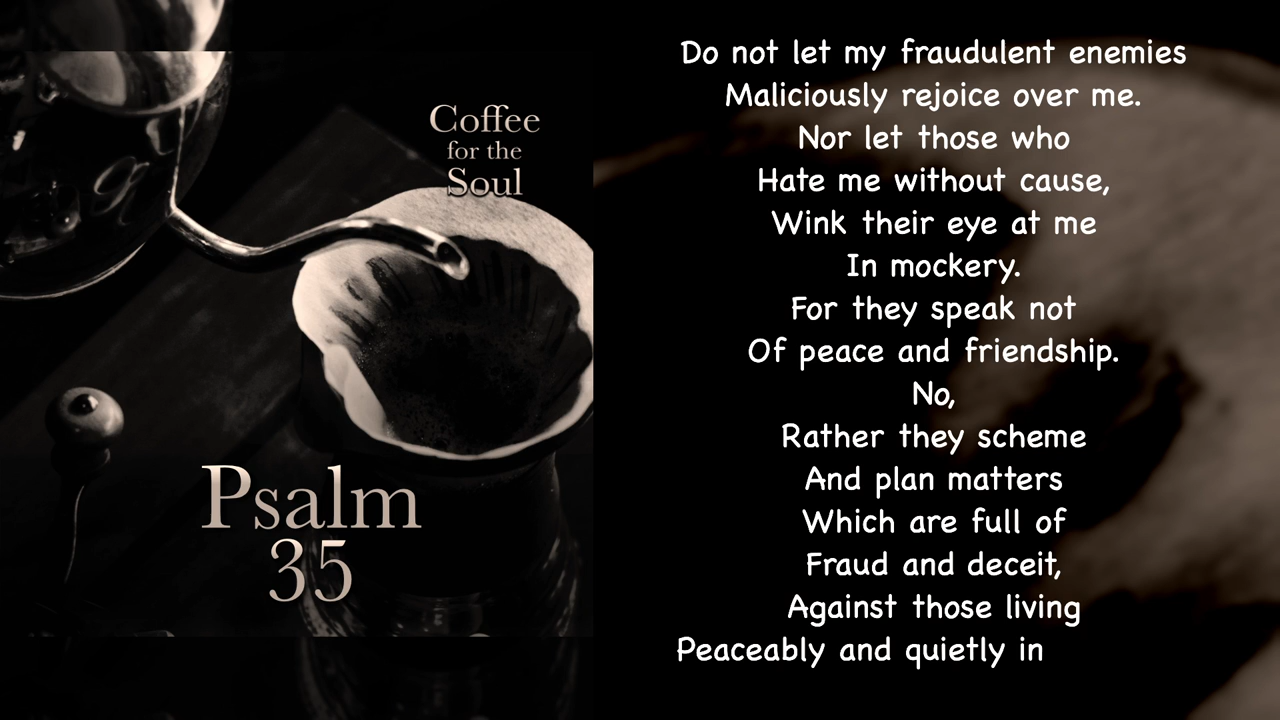 Coffee
for the
Soul
Psalm
35
Do not let my fraudulent enemies
Maliciously rejoice over me.
Nor let those who
Hate me without cause,
Wink their eye at me
In mockery.
For they speak not
Of peace and friendship.
No,
Rather they scheme
And plan matters
Which are full of
Fraud and deceit,
Against those living
Peaceably and quietly in